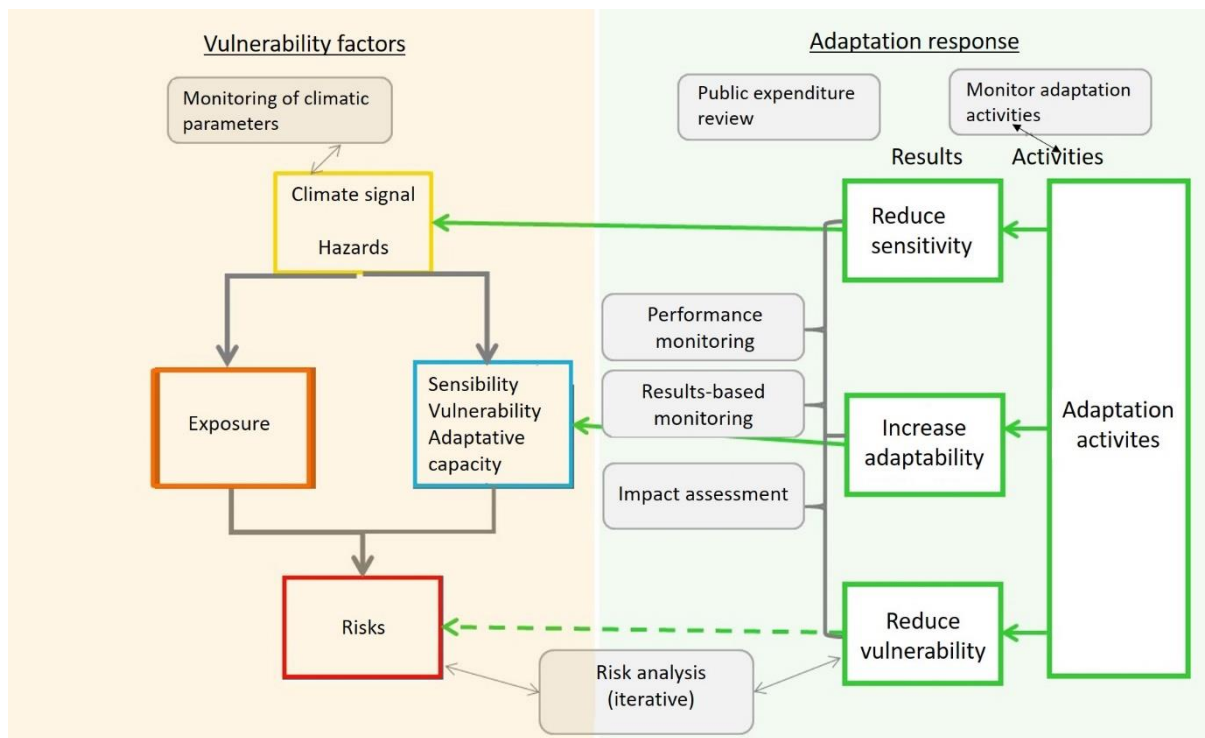 Vulnerability factors
Adaptation response
Monitoring of climatic
parameters
Public expenditure
review
Monitor adaptation
activities
Results
Activities
Climate signal
Hazards
Reduce
sensitivity
Performance
monitoring
Exposure
Sensibility
Vulnerability
Adaptative
capacity
Results-based
monitoring
Increase
adaptability
Adaptation
activites
Impact assessment
Risks
Reduce
vulnerability
Risk analysis
(iterative)